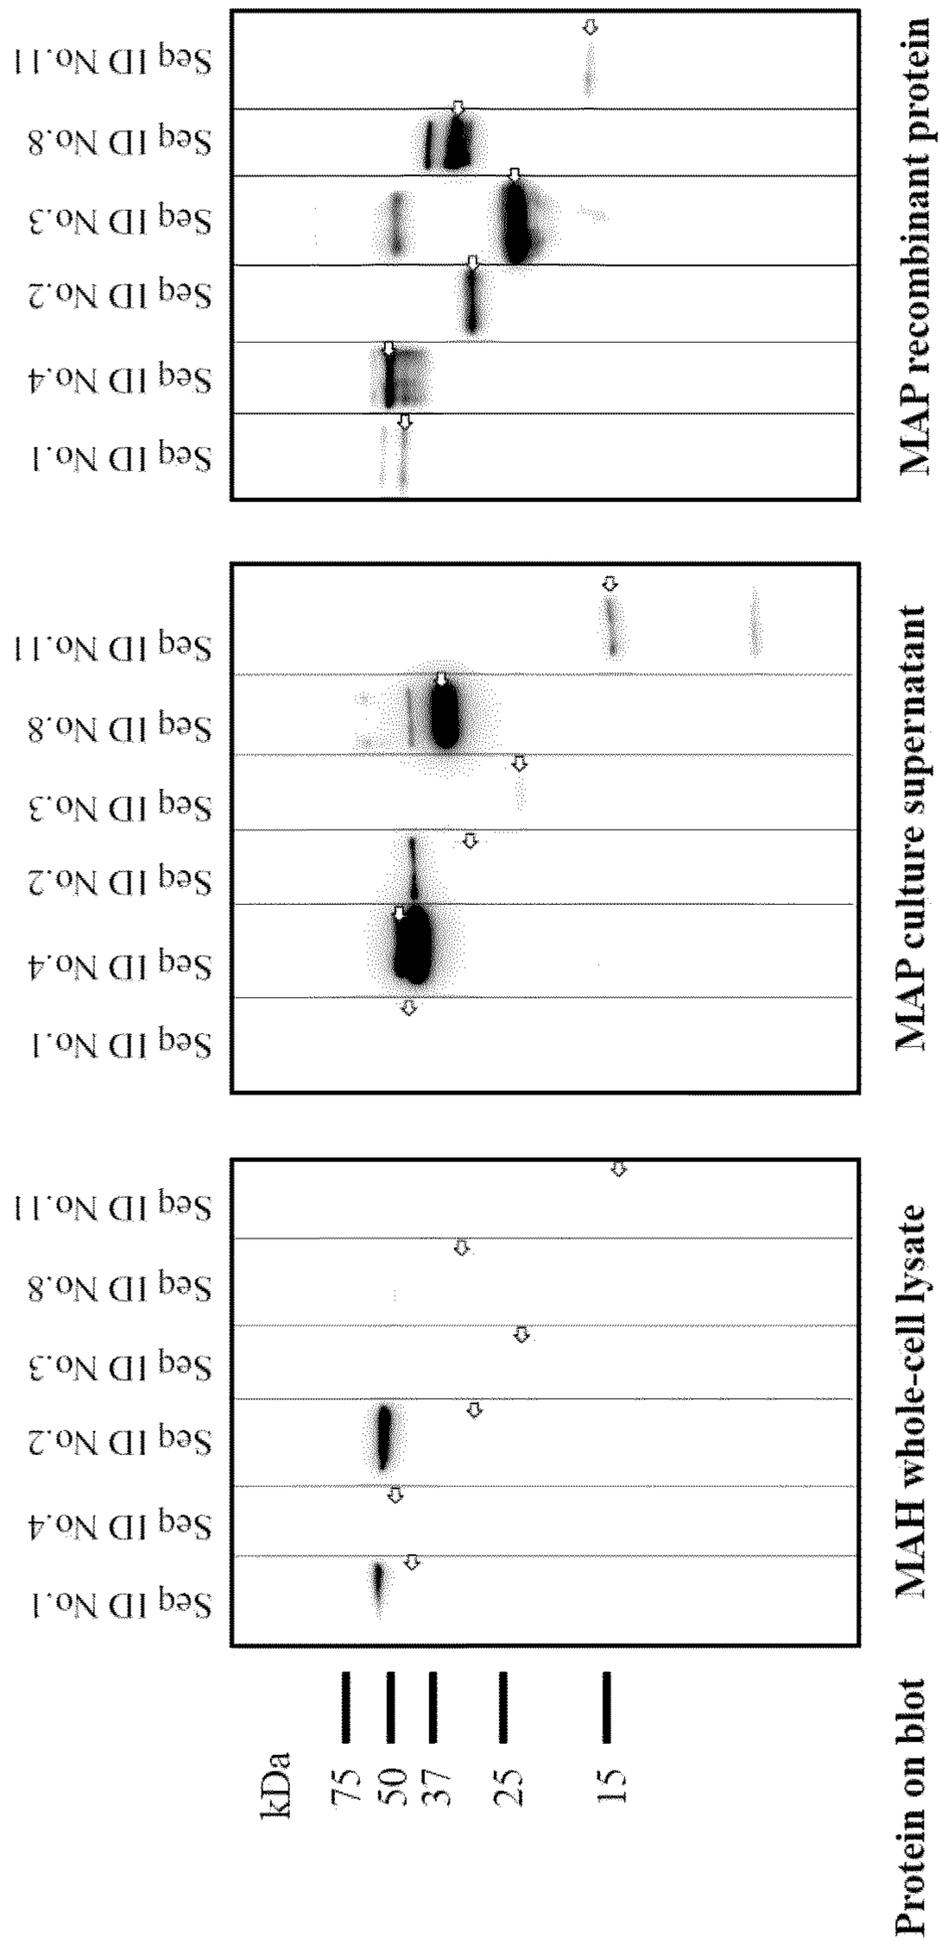 Seq ID No.1
Seq ID No.4
Seq ID No.2
Seq ID No.3
Seq ID No.8
Seq ID No.11
Seq ID No.1
Seq ID No.4
Seq ID No.2
Seq ID No.3
Seq ID No.8
Seq ID No.11
Seq ID No.1
Seq ID No.4
Seq ID No.2
Seq ID No.3
Seq ID No.8
Seq ID No.11
kDa
75
50
37
25
15
Protein on blot
MAH whole-cell lysate
MAP culture supernatant
MAP recombinant protein